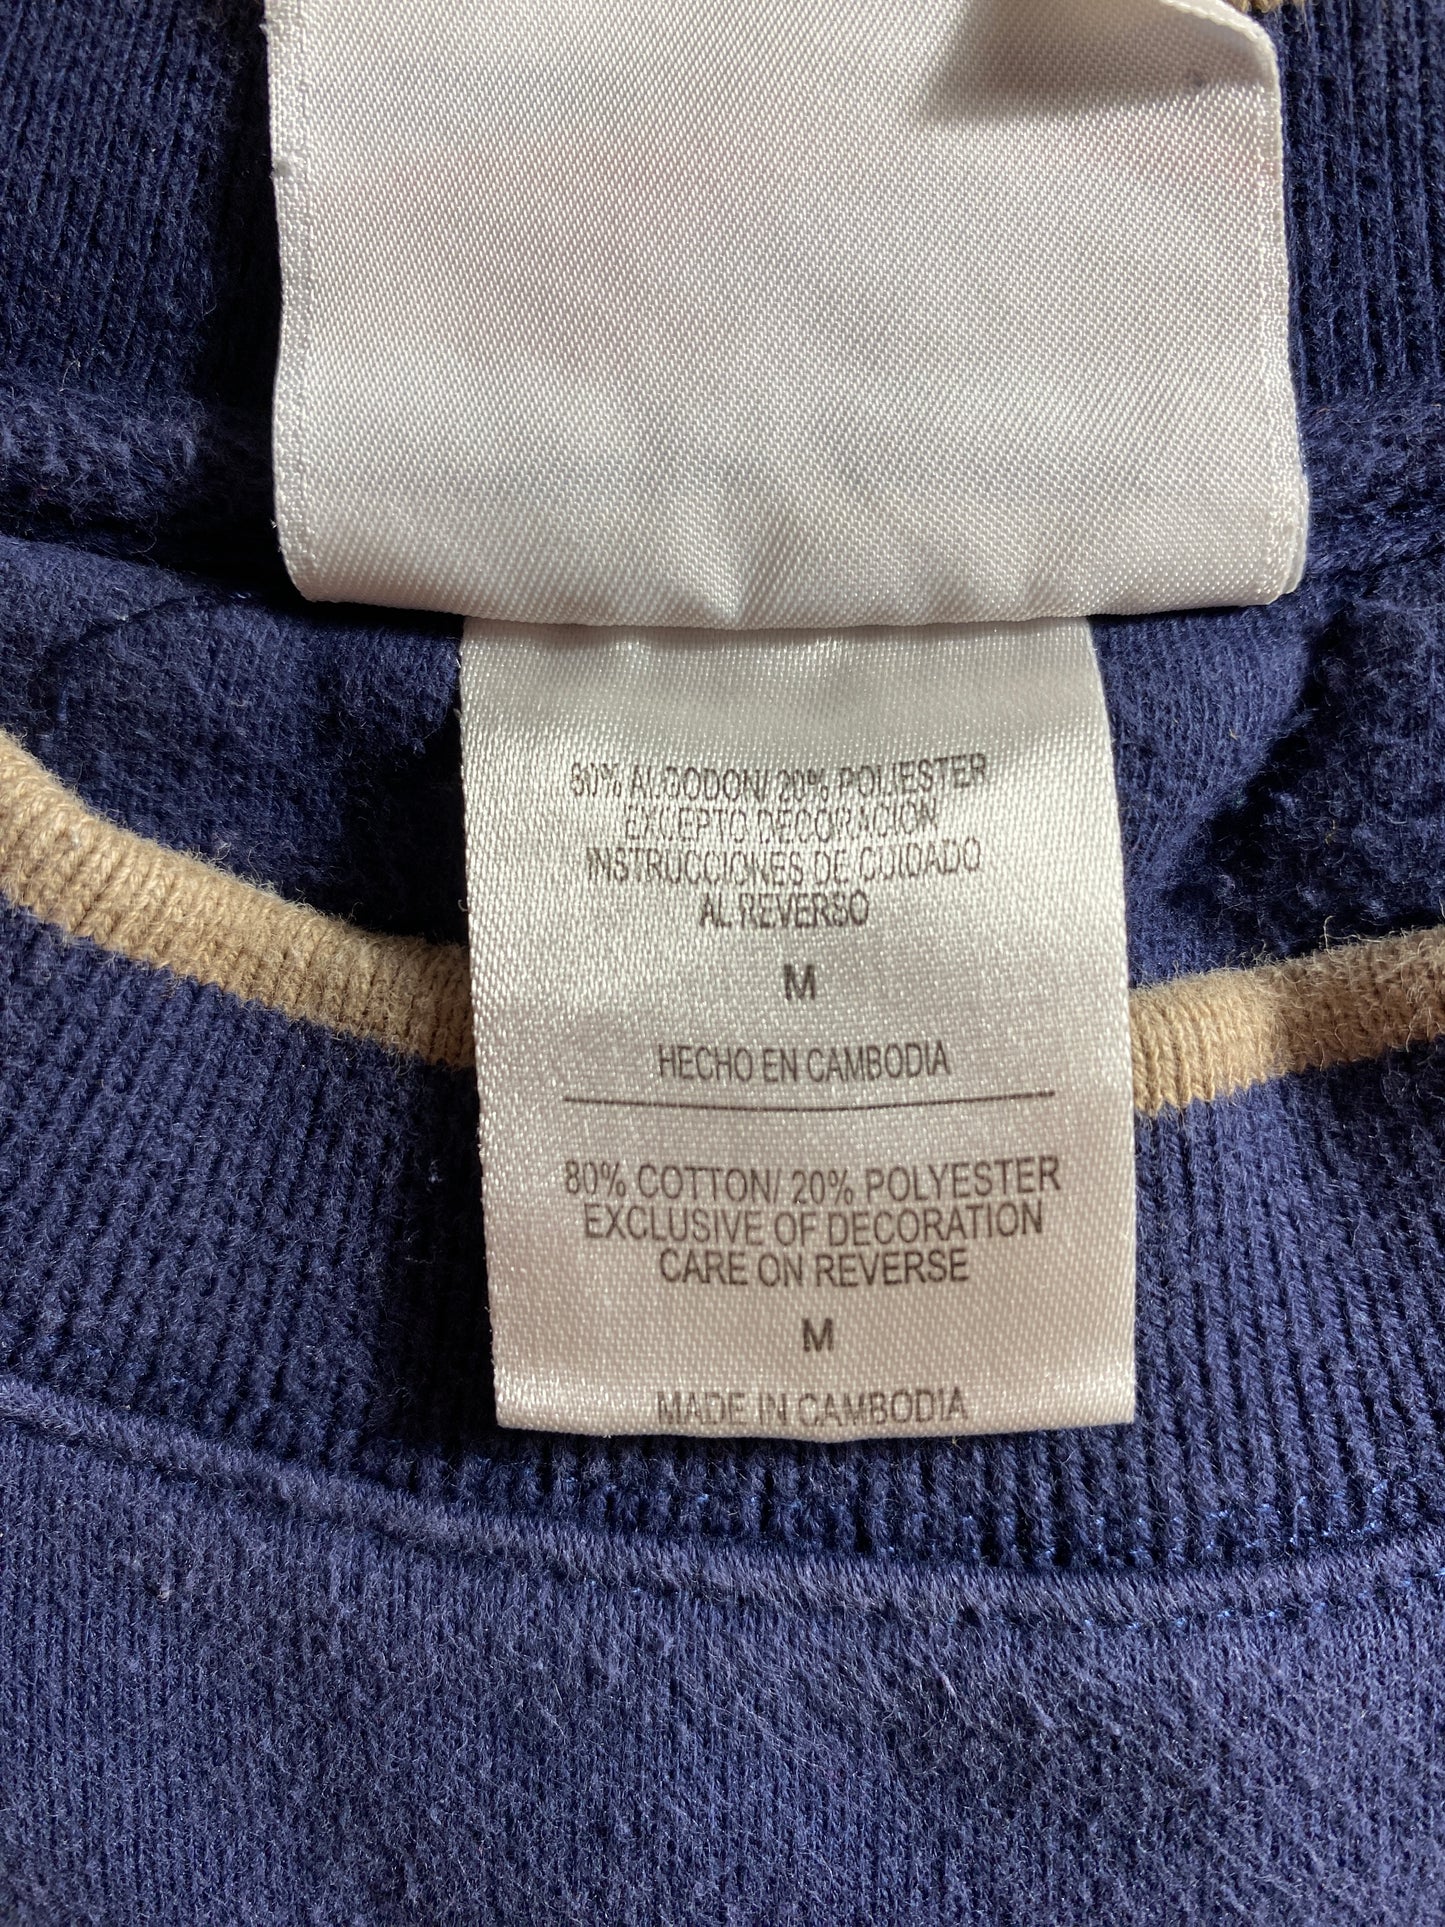 80% ALGODON/ 20% POLIESTER
EXCEPTO DECORACION
INSTRUCCIONES DE CUIDADO
AL REVERSO
M
HECHO EN CAMBODIA
80% COTTON/ 20% POLYESTER
EXCLUSIVE OF DECORATION
CARE ON REVERSE
M
MADE IN CAMBODIA